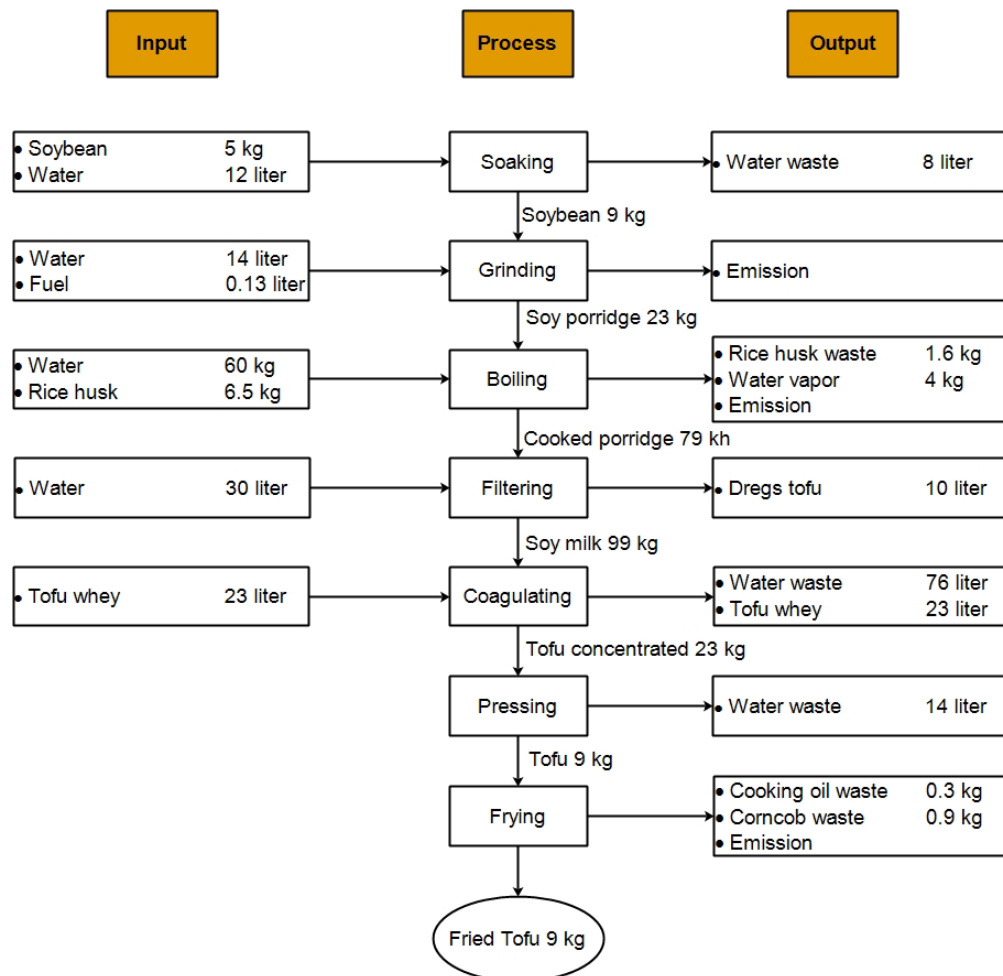 Input
Process
Output
• Soybean 5 kg
• Water 12 liter
Soaking
• Water waste 8 liter
Soybean 9 kg
• Water 14 liter
• Fuel 0.13 liter
Grinding
• Emission
Soy porridge 23 kg
• Water 60 kg
• Rice husk 6.5 kg
Boiling
• Rice husk waste 1.6 kg
• Water vapor 4 kg
• Emission
Cooked porridge 79 kh
• Water 30 liter
Filtering
• Dregs tofu 10 liter
Soy milk 99 kg
• Tofu whey 23 liter
Coagulating
• Water waste 76 liter
• Tofu whey 23 liter
Tofu concentrated 23 kg
Pressing
• Water waste 14 liter
Tofu 9 kg
Frying
• Cooking oil waste 0.3 kg
• Corncob waste 0.9 kg
• Emission
Fried Tofu 9 kg